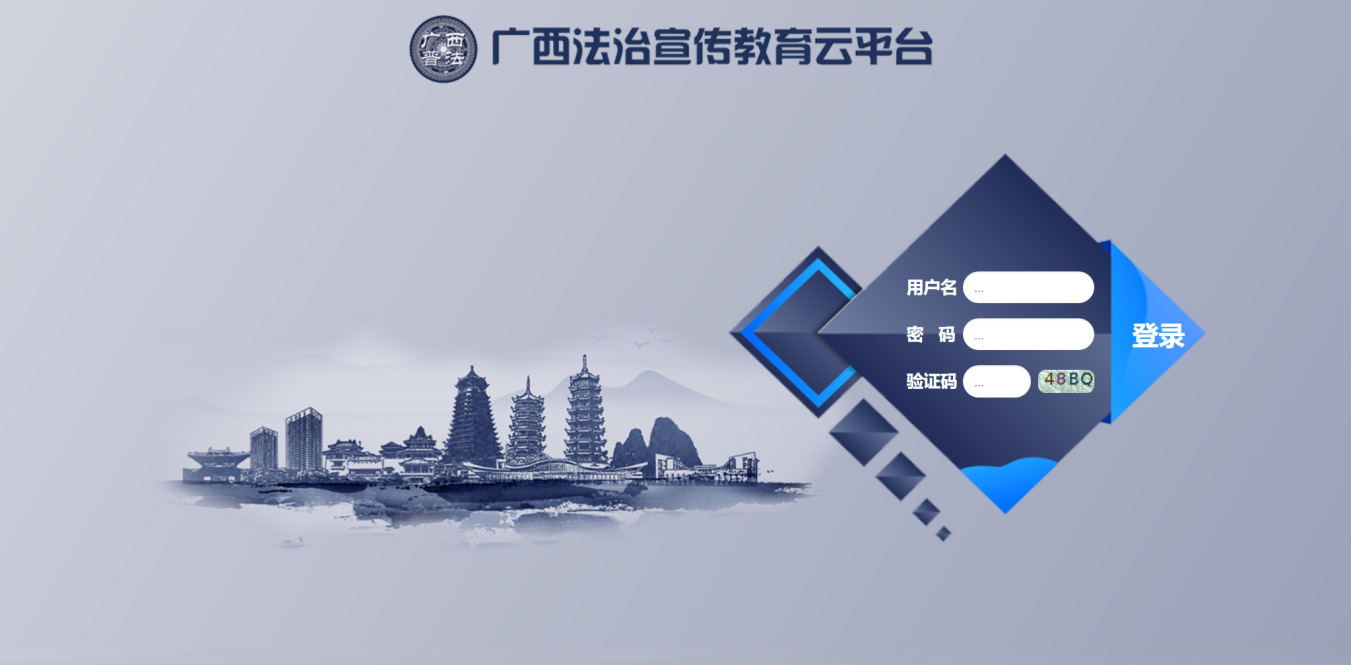 广西
普法
广西法治宣传教育云平台
用户名 ...
密 码 ...
验证码 ... 48BQ
登录